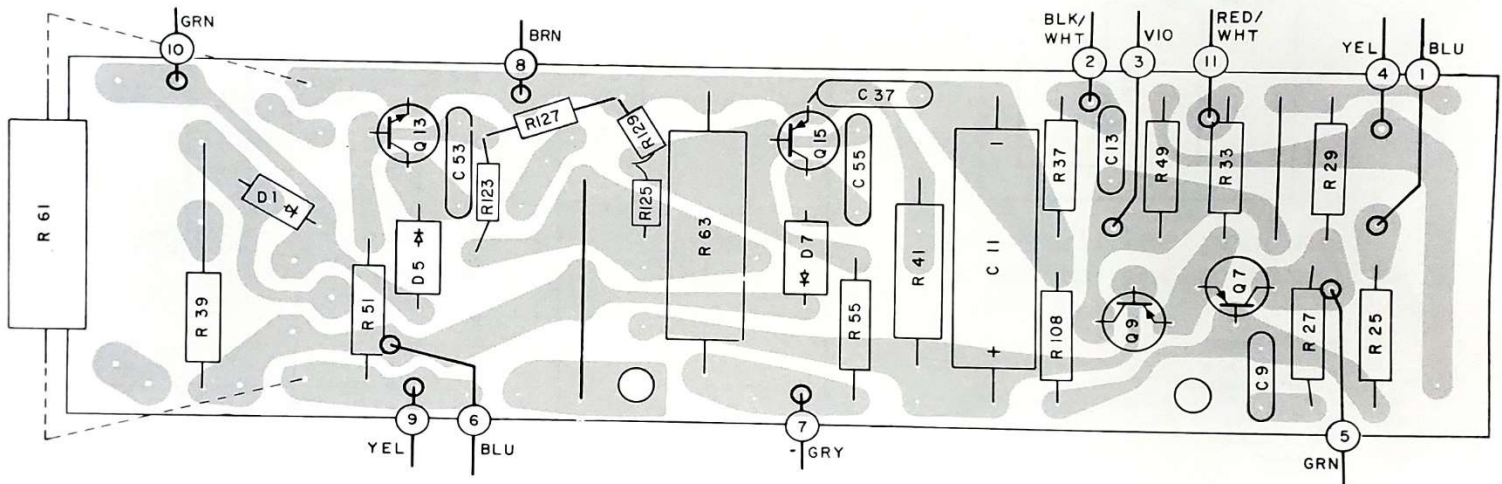 GRN
10
BRN
8
BLK/
WHT
2
VIO
3
RED/
WHT
11
YEL
4
BLU
1
R 61
R 39
D1
Q13
C 53
R127
R123
R129
R125
D5
R 51
R 63
C 37
Q15
C 55
D7
R 55
R 41
C 11
-
+
R 37
C13
R49
R33
R 29
R 108
Q9
Q7
R 27
R 25
C9
9
YEL
6
BLU
7
- GRY
5
GRN